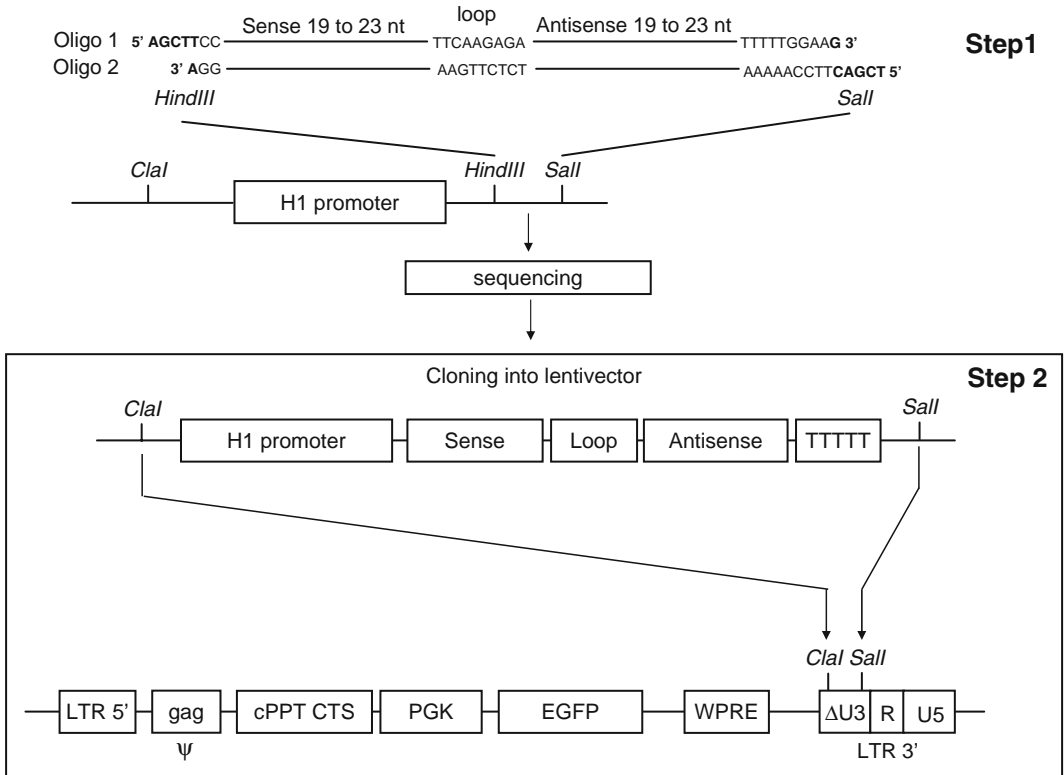 loop
Sense 19 to 23 nt Antisense 19 to 23 nt
Oligo 1 5’ AGCTTCC TTCAAGAGA TTTTTGGAAG 3’ Step1
Oligo 2 3’ AGG AAGTTCTCT AAAAACCTTCAGCT 5’
HindIII SalI
ClaI HindIII SalI
H1 promoter
sequencing
Cloning into lentivector Step 2
ClaI SalI
H1 promoter Sense Loop Antisense TTTTT
ClaI SalI
LTR 5’ gag cPPT CTS PGK EGFP WPRE ΔU3 R U5
ψ LTR 3’